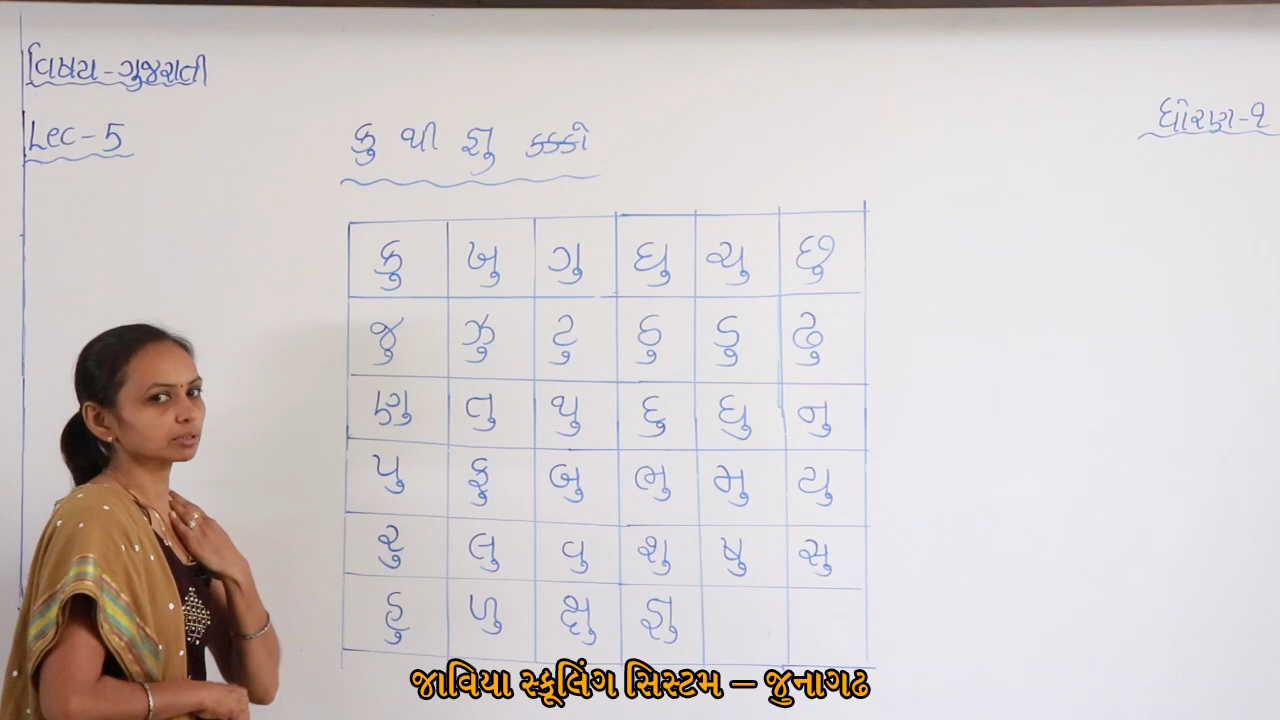 વિષય - ગુજરાતી
ધોરણ - ૧
Lec - 5
કુ થી જ્ઞુ કક્કો
કુ ખુ ગુ ઘુ ચુ છુ
જુ ઝુ ટુ ઠુ ડુ ઢુ
ણુ તુ થુ દુ ધુ નુ
પુ ફુ બુ ભુ મુ યુ
રુ લુ વુ શુ ષુ સુ
હુ ળુ ક્ષુ જ્ઞુ
જાવિયા સ્કૂલિંગ સિસ્ટમ – જુનાગઢ